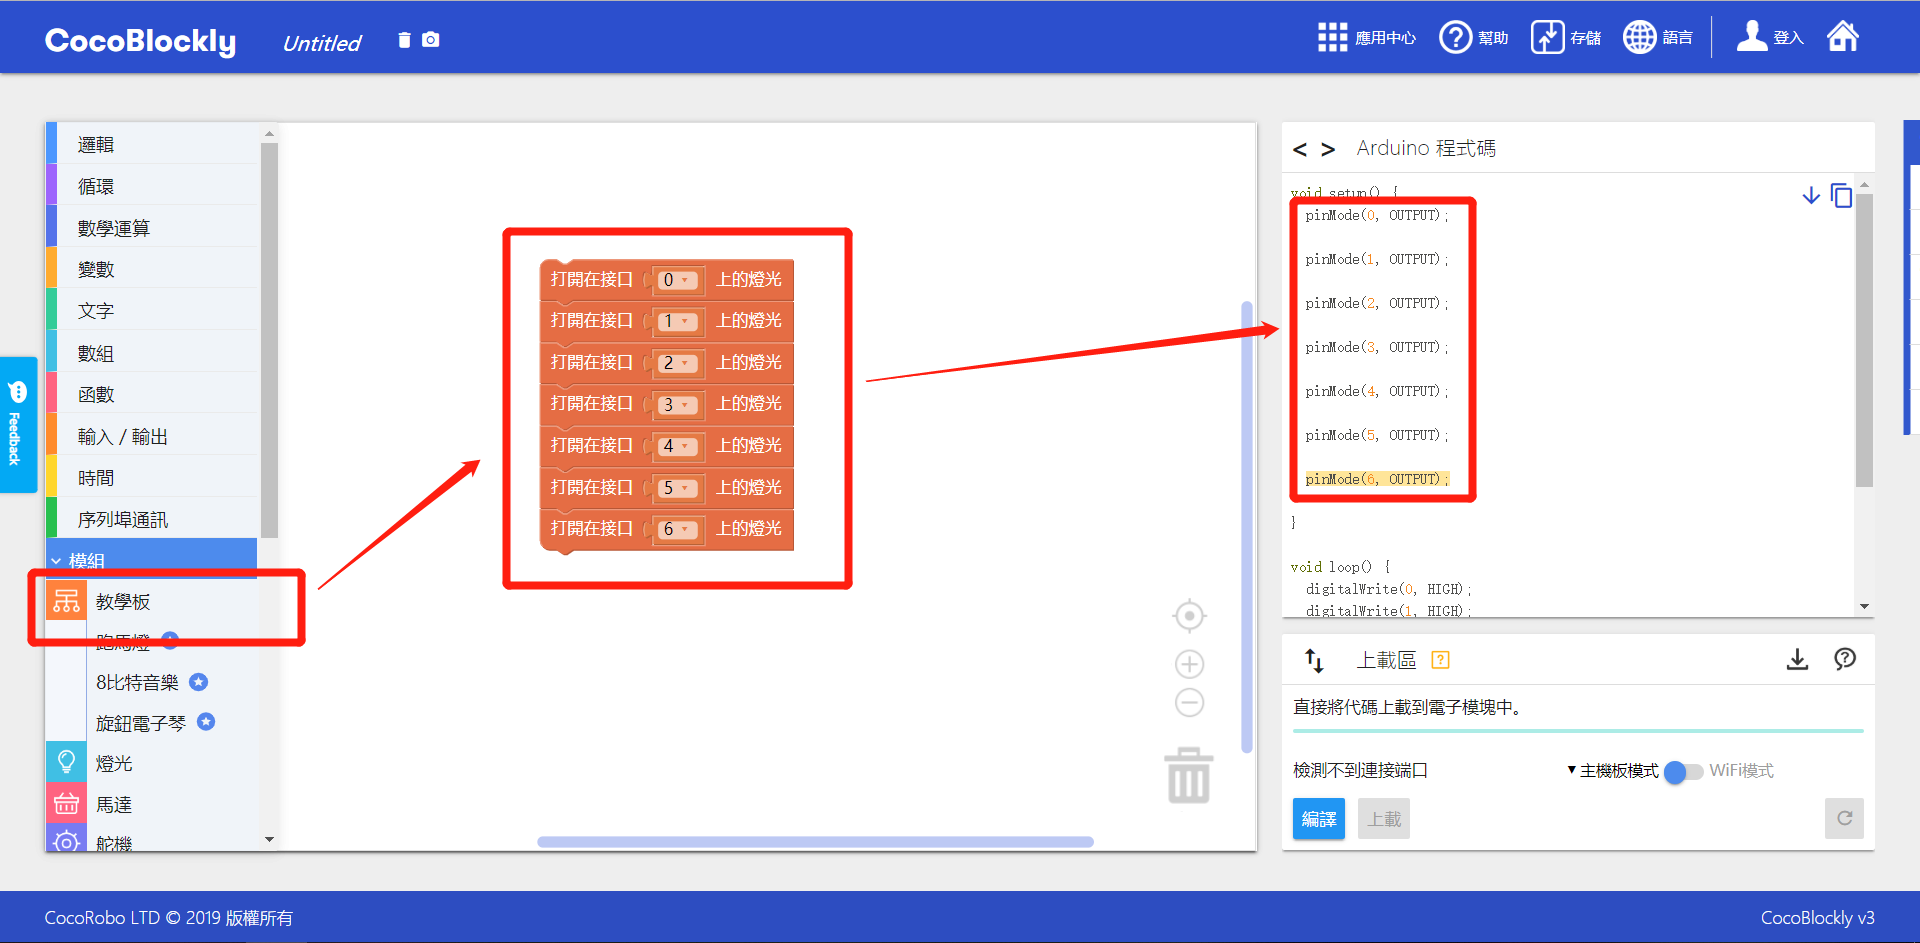 CocoBlockly
Untitled
應用中心
幫助
存儲
語言
登入
Feedback
邏輯
循環
數學運算
變數
文字
數組
函數
輸入 / 輸出
時間
序列埠通訊
模組
教學板
跑馬燈
8比特音樂
旋鈕電子琴
燈光
馬達
舵機
打開在接口 0 上的燈光
打開在接口 1 上的燈光
打開在接口 2 上的燈光
打開在接口 3 上的燈光
打開在接口 4 上的燈光
打開在接口 5 上的燈光
打開在接口 6 上的燈光
< > Arduino 程式碼
void setup() {
pinMode(0, OUTPUT);
pinMode(1, OUTPUT);
pinMode(2, OUTPUT);
pinMode(3, OUTPUT);
pinMode(4, OUTPUT);
pinMode(5, OUTPUT);
pinMode(6, OUTPUT);
}
void loop() {
digitalWrite(0, HIGH);
digitalWrite(1, HIGH);
上載區 ?
直接將代碼上載到電子模塊中。
檢測不到連接端口
▼主機板模式
WiFi模式
編譯
上載
CocoRobo LTD © 2019 版權所有
CocoBlockly v3